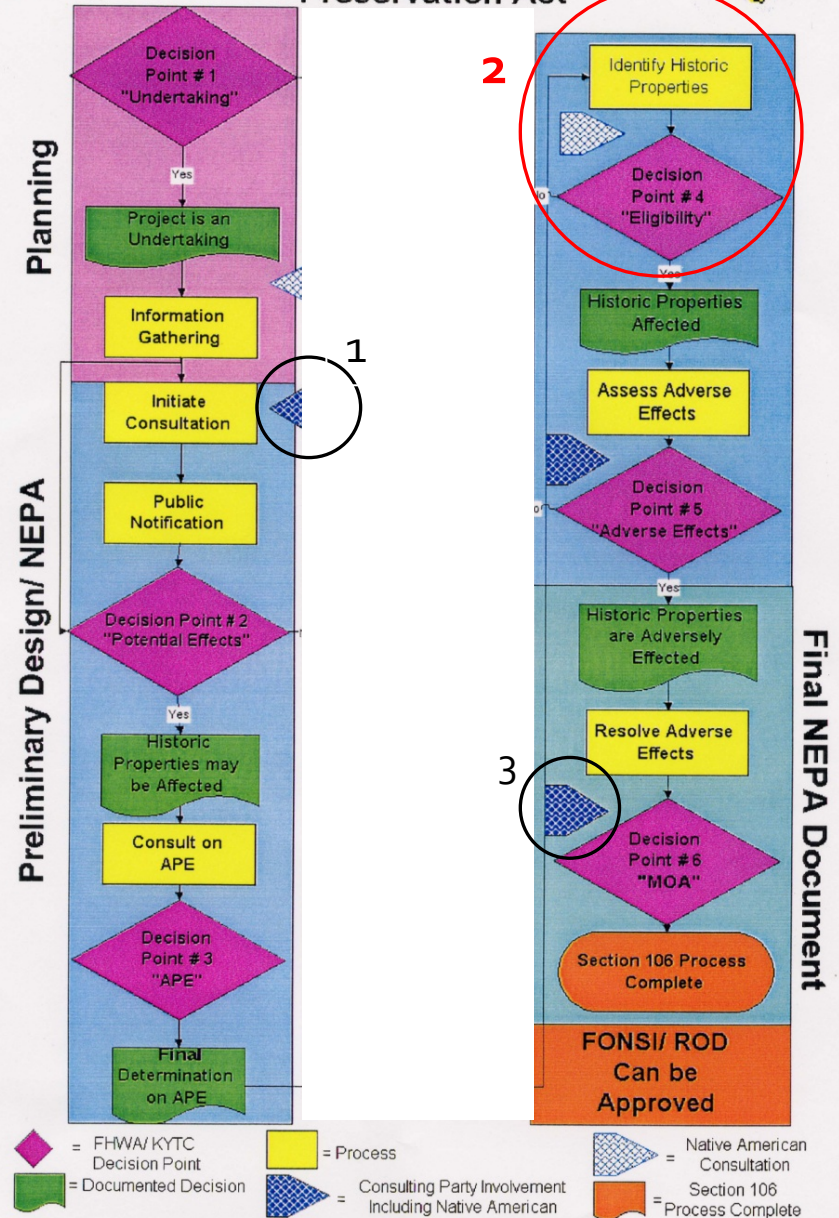 Preservation Act
Planning
Decision
Point # 1
"Undertaking"
Yes
Project is an
Undertaking
Information
Gathering
1
Preliminary Design/ NEPA
Initiate
Consultation
Public
Notification
Decision Point # 2
"Potential Effects"
Yes
Historic
Properties may
be Affected
Consult on
APE
Decision
Point # 3
"APE"
Final
Determination
on APE
2
Identify Historic
Properties
Decision
Point # 4
"Eligibility"
Yes
Historic Properties
Affected
Assess Adverse
Effects
Decision
Point # 5
"Adverse Effects"
Yes
Final NEPA Document
Historic Properties
are Adversely
Effected
Resolve Adverse
Effects
3
Decision
Point # 6
"MOA"
Section 106 Process
Complete
FONSI/ ROD
Can be
Approved
= FHWA/ KYTC
Decision Point
= Process
= Native American
Consultation
= Documented Decision
= Consulting Party Involvement
Including Native American
= Section 106
Process Complete